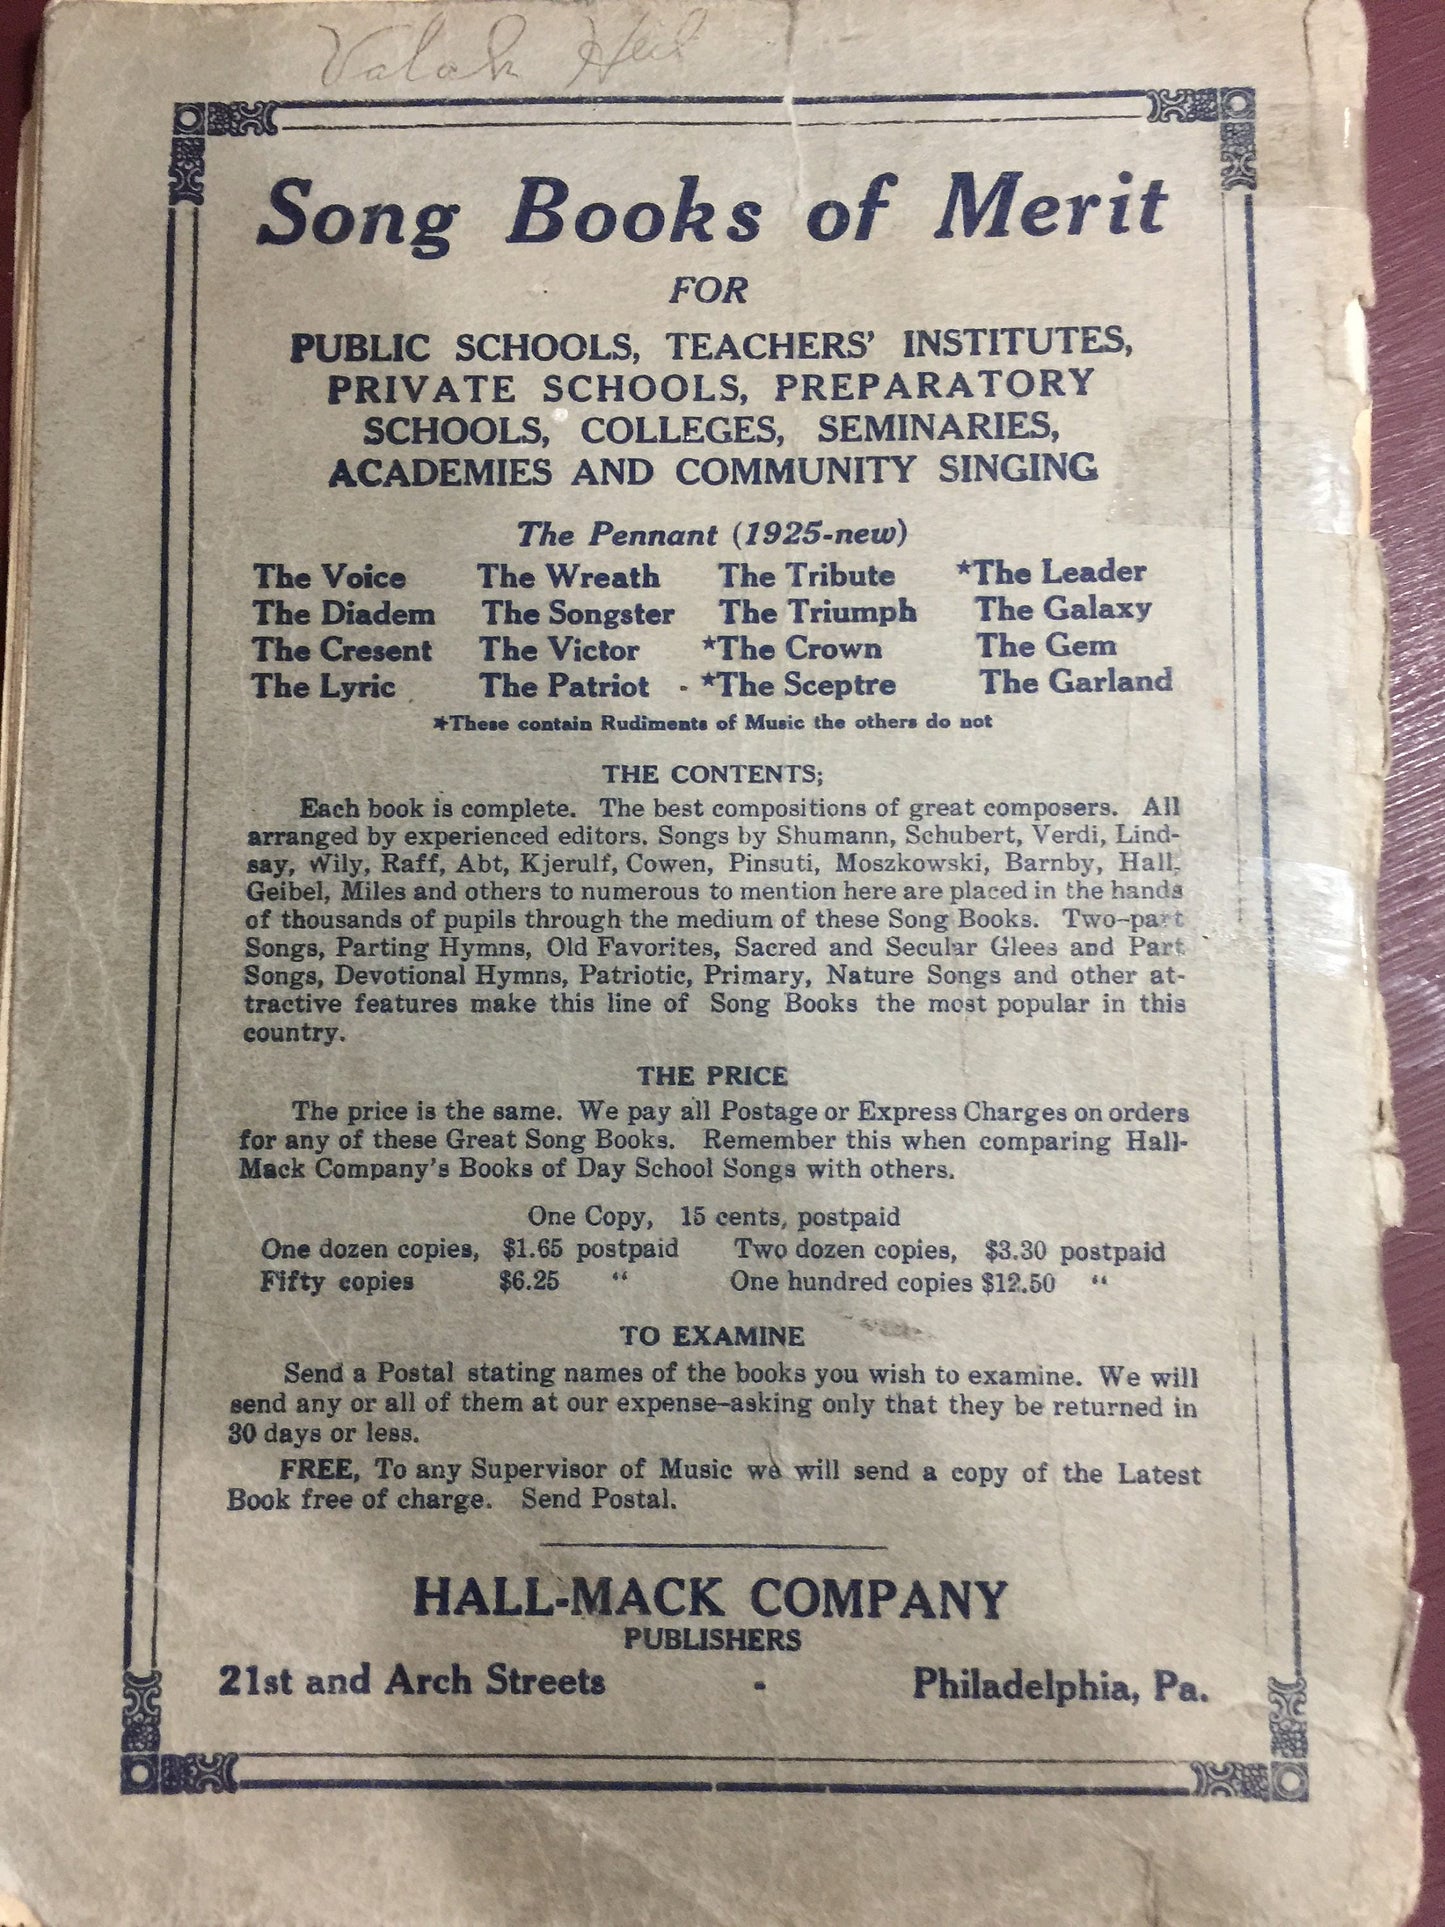 Song Books of Merit
FOR
PUBLIC SCHOOLS, TEACHERS' INSTITUTES,
PRIVATE SCHOOLS, PREPARATORY
SCHOOLS, COLLEGES, SEMINARIES,
ACADEMIES AND COMMUNITY SINGING
The Pennant (1925-new)
The Voice The Wreath The Tribute *The Leader
The Diadem The Songster The Triumph The Galaxy
The Cresent The Victor *The Crown The Gem
The Lyric The Patriot - *The Sceptre The Garland
*These contain Rudiments of Music the others do not
THE CONTENTS;
Each book is complete. The best compositions of great composers. All
arranged by experienced editors. Songs by Shumann, Schubert, Verdi, Lind-
say, Wily, Raff, Abt, Kjerulf, Cowen, Pinsuti, Moszkowski, Barnby, Hall,
Geibel, Miles and others to numerous to mention here are placed in the hands
of thousands of pupils through the medium of these Song Books. Two-part
Songs, Parting Hymns, Old Favorites, Sacred and Secular Glees and Part
Songs, Devotional Hymns, Patriotic, Primary, Nature Songs and other at-
tractive features make this line of Song Books the most popular in this
country.
THE PRICE
The price is the same. We pay all Postage or Express Charges on orders
for any of these Great Song Books. Remember this when comparing Hall-
Mack Company's Books of Day School Songs with others.
One Copy, 15 cents, postpaid
One dozen copies, $1.65 postpaid Two dozen copies, $3.30 postpaid
Fifty copies $6.25 " One hundred copies $12.50 "
TO EXAMINE
Send a Postal stating names of the books you wish to examine. We will
send any or all of them at our expense-asking only that they be returned in
30 days or less.
FREE, To any Supervisor of Music we will send a copy of the Latest
Book free of charge. Send Postal.
HALL-MACK COMPANY
PUBLISHERS
21st and Arch Streets - Philadelphia, Pa.